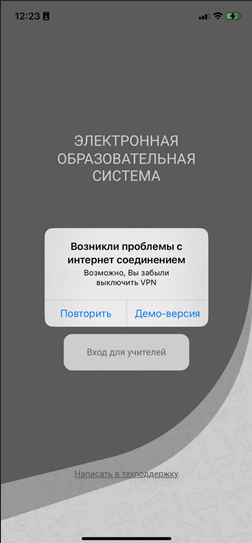 12:23
ЭЛЕКТРОННАЯ
ОБРАЗОВАТЕЛЬНАЯ
СИСТЕМА
Возникли проблемы с
интернет соединением
Возможно, Вы забыли
выключить VPN
Повторить
Демо-версия
Вход для учителей
Написать в техподдержку